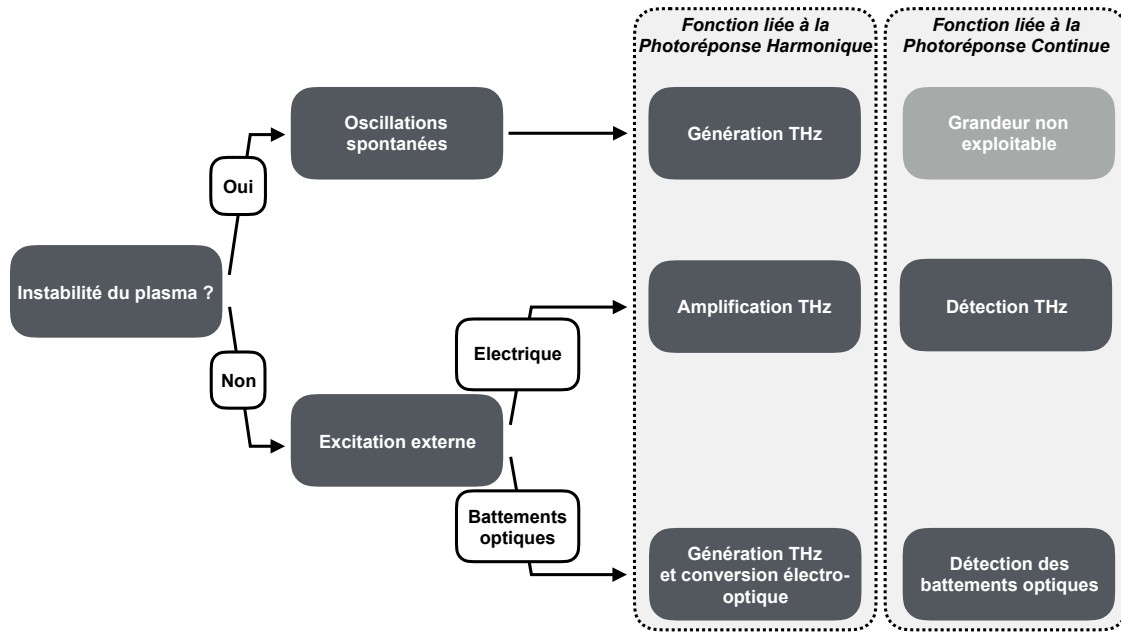 Fonction liée à la
Photoréponse Harmonique
Fonction liée à la
Photoréponse Continue
Oscillations
spontanées
Génération THz
Grandeur non
exploitable
Oui
Instabilité du plasma ?
Amplification THz
Détection THz
Electrique
Non
Excitation externe
Battements
optiques
Génération THz
et conversion électro-
optique
Détection des
battements optiques